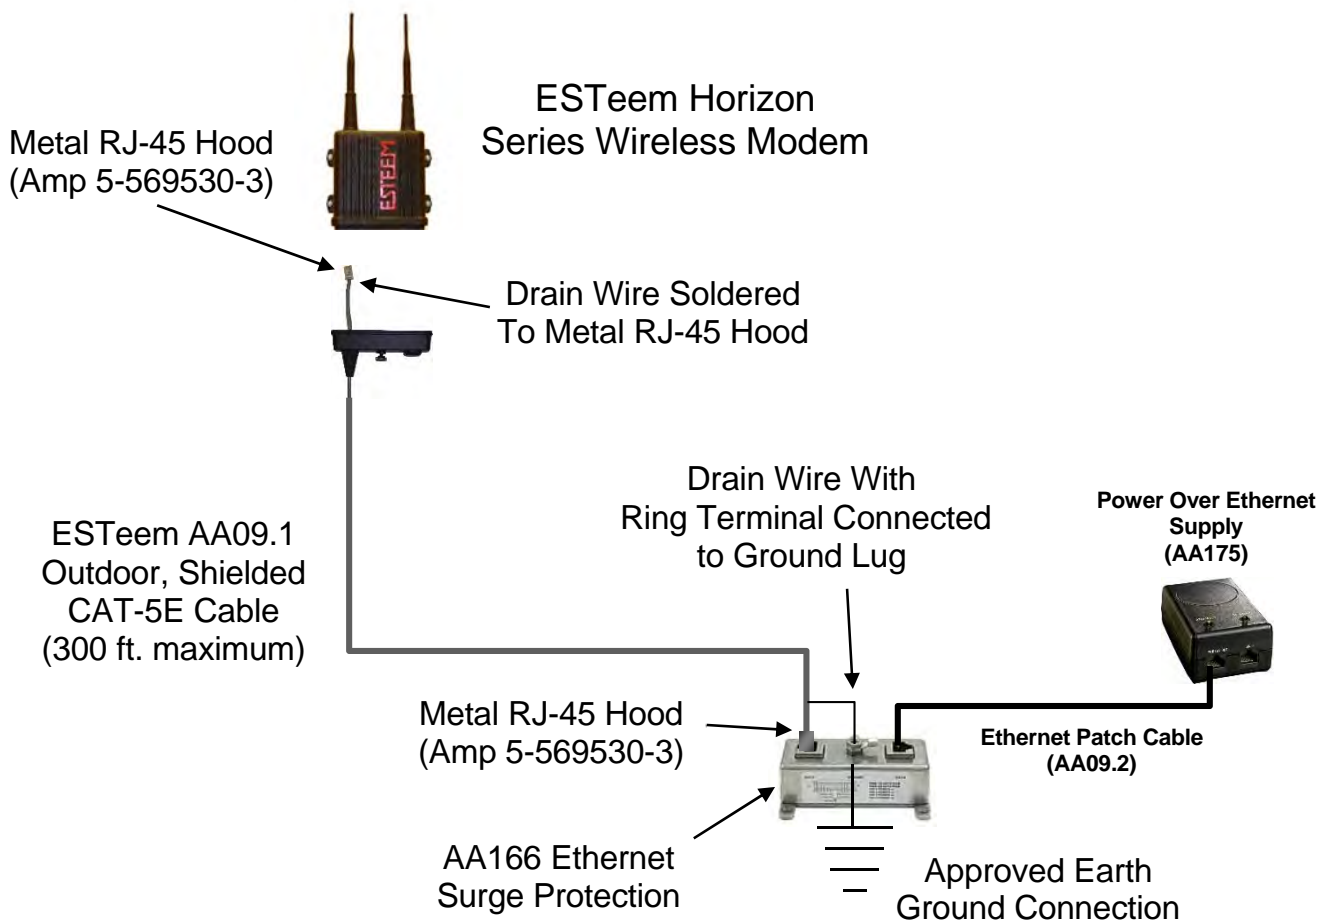 ESTeem Horizon
Series Wireless Modem
Metal RJ-45 Hood
(Amp 5-569530-3)
ESTEEM
Drain Wire Soldered
To Metal RJ-45 Hood
Drain Wire With
Ring Terminal Connected
to Ground Lug
Power Over Ethernet
Supply
(AA175)
ESTeem AA09.1
Outdoor, Shielded
CAT-5E Cable
(300 ft. maximum)
Metal RJ-45 Hood
(Amp 5-569530-3)
Ethernet Patch Cable
(AA09.2)
AA166 Ethernet
Surge Protection
Approved Earth
Ground Connection